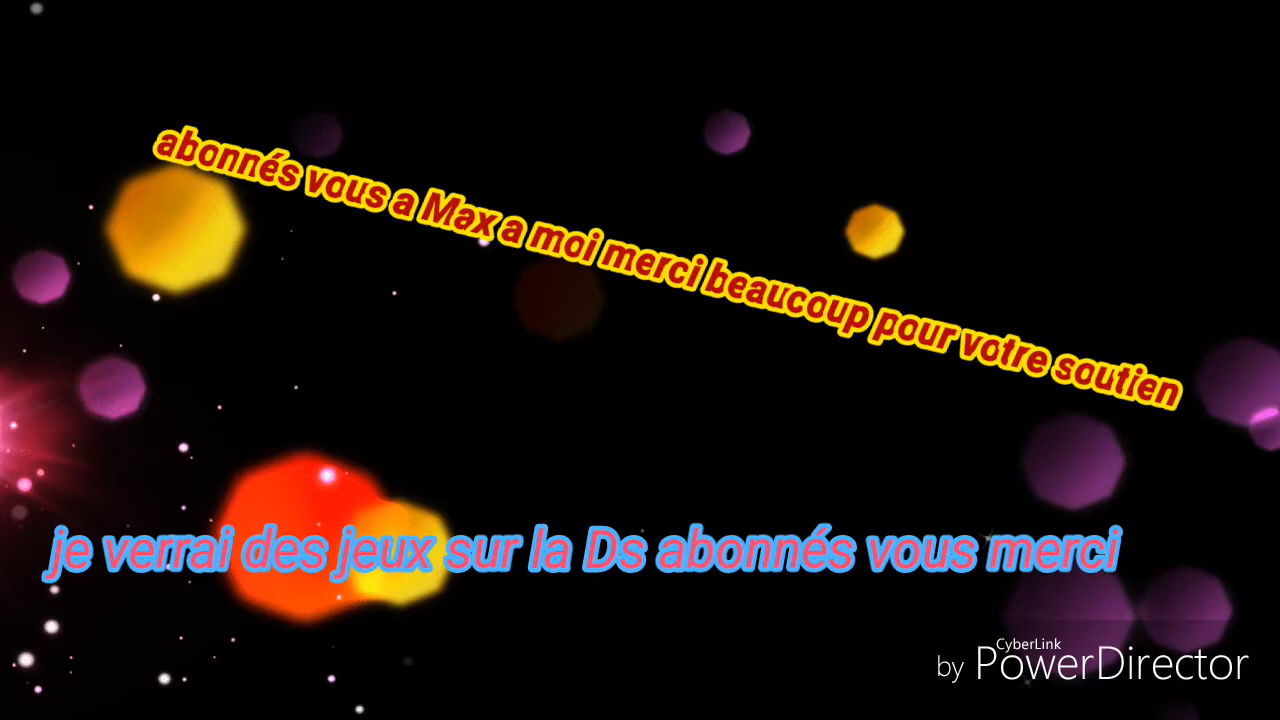 abonnés vous a Max a moi merci beaucoup pour votre soutien
je verrai des jeux sur la Ds abonnés vous merci
CyberLink
by PowerDirector